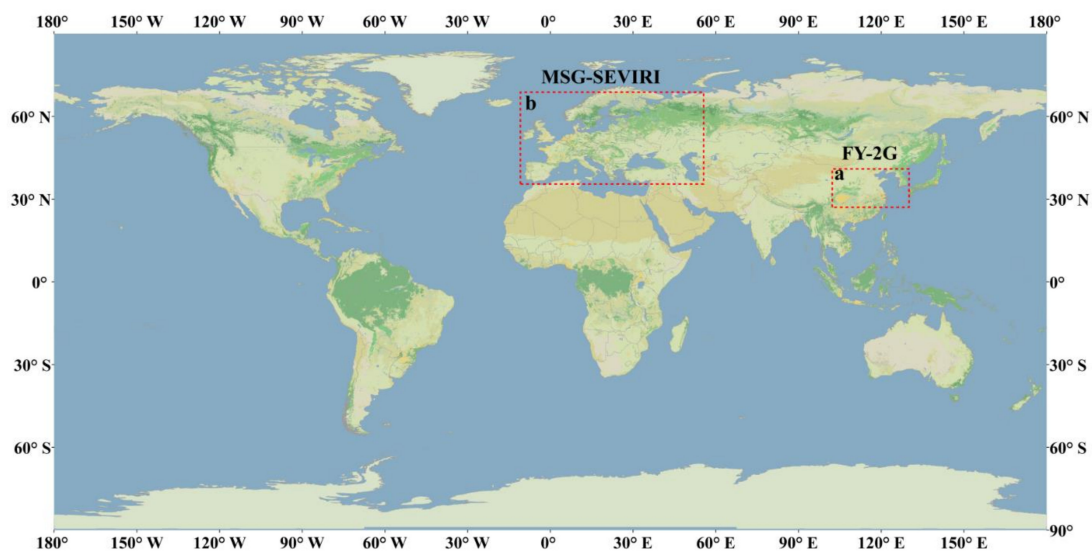 180° 150° W 120° W 90° W 60° W 30° W 0° 30° E 60° E 90° E 120° E 150° E 180°
MSG-SEVIRI
b
60° N 60° N
FY-2G
a
30° N 30° N
0° 0°
30° S 30° S
60° S 60° S
90°
180° 150° W 120° W 90° W 60° W 30° W 0° 30° E 60° E 90° E 120° E 150° E 180°